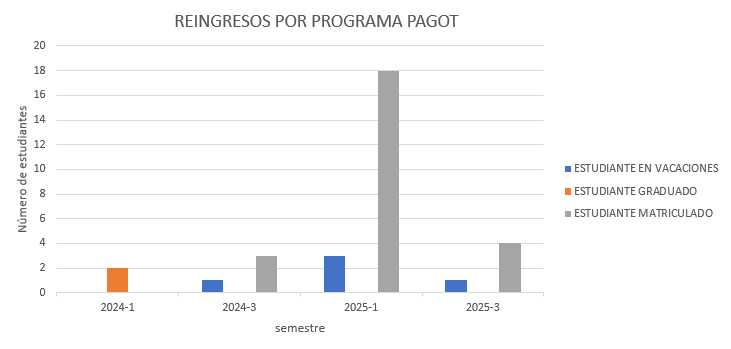 REINGRESOS POR PROGRAMA PAGOT
20
18
16
14
12
10
8
6
4
2
0
Número de estudiantes
2024-1 2024-3 2025-1 2025-3
semestre
ESTUDIANTE EN VACACIONES
ESTUDIANTE GRADUADO
ESTUDIANTE MATRICULADO